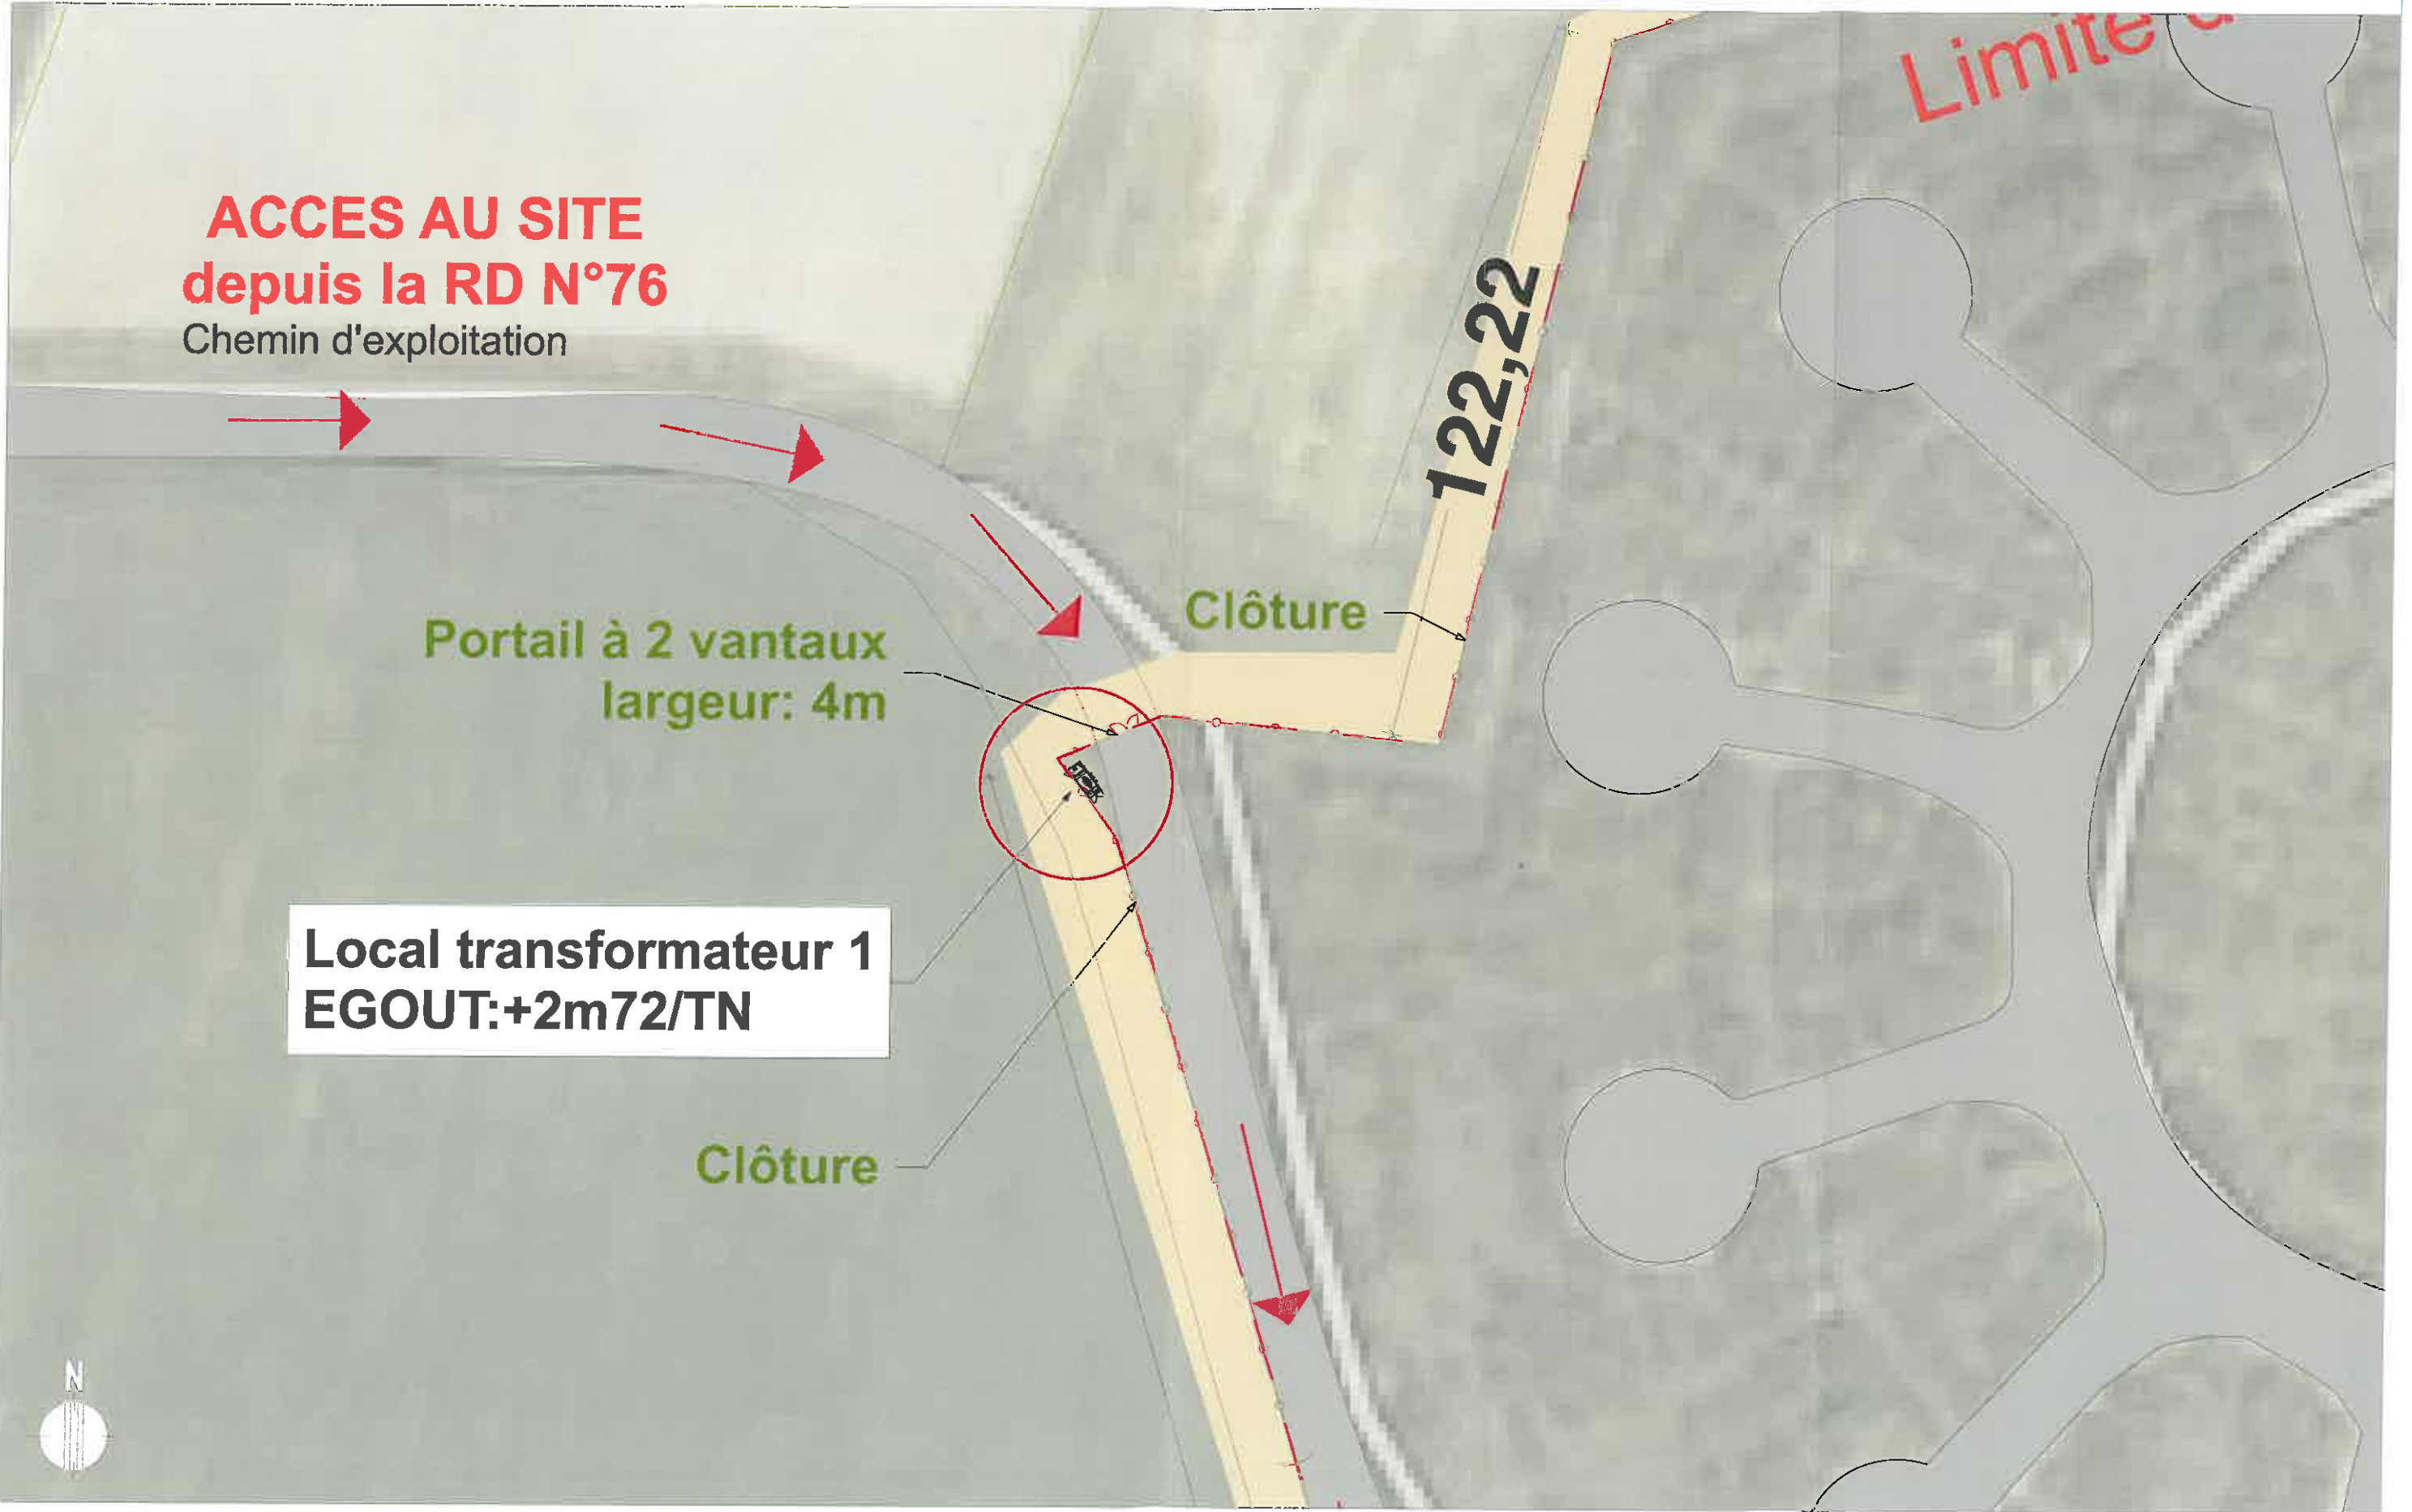 Limite
ACCES AU SITE
depuis la RD N°76
Chemin d'exploitation
122,22
Clôture
Portail à 2 vantaux
largeur: 4m
Local transformateur 1
EGOUT:+2m72/TN
Clôture
N